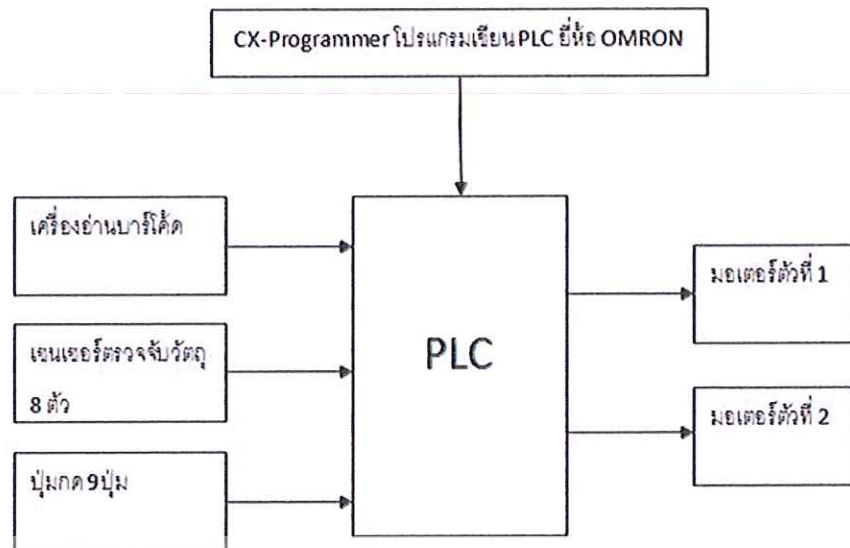 CX-Programmer โปรแกรมเขียน PLC ยี่ห้อ OMRON
เครื่องอ่านบาร์โค้ด
เซนเซอร์ตรวจจับวัตถุ
8 ตัว
ปุ่มกด 9ปุ่ม
PLC
มอเตอร์ตัวที่ 1
มอเตอร์ตัวที่ 2